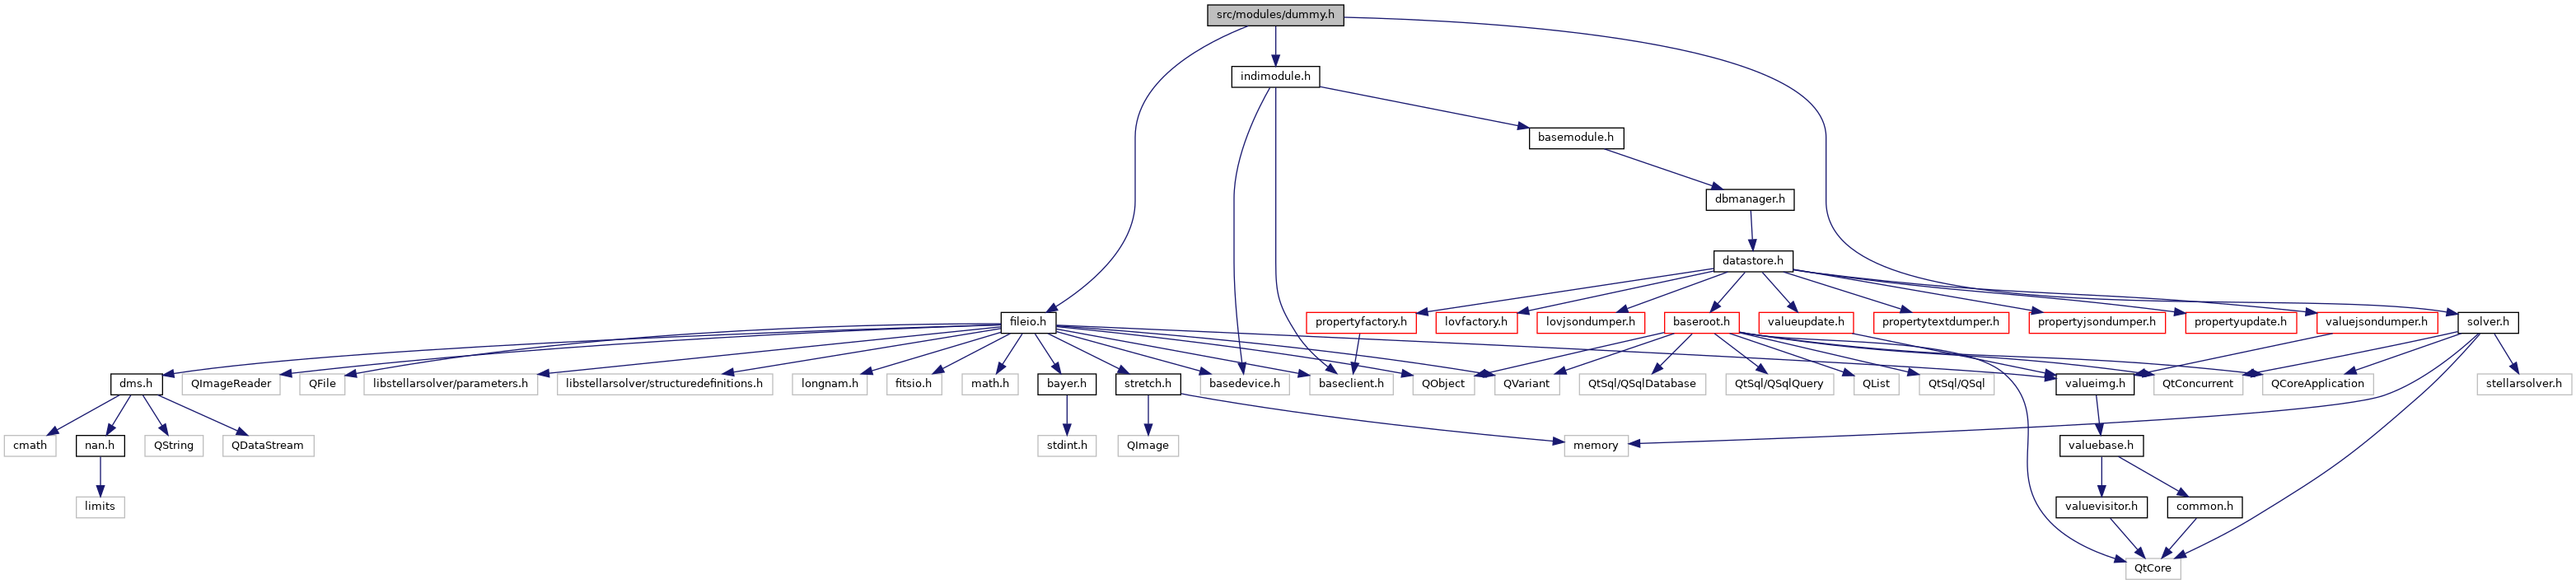 src/modules/dummy.h
indimodule.h
basemodule.h
dbmanager.h
datastore.h
fileio.h
propertyfactory.h
lovfactory.h
lovjsondumper.h
baseroot.h
valueupdate.h
propertytextdumper.h
propertyjsondumper.h
propertyupdate.h
valuejsondumper.h
solver.h
dms.h
QImageReader
QFile
libstellarsolver/parameters.h
libstellarsolver/structuredefinitions.h
longnam.h
fitsio.h
math.h
bayer.h
stretch.h
basedevice.h
baseclient.h
QObject
QVariant
QtSql/QSqlDatabase
QtSql/QSqlQuery
QList
QtSql/QSql
valueimg.h
QtConcurrent
QCoreApplication
stellarsolver.h
cmath
nan.h
QString
QDataStream
stdint.h
QImage
memory
valuebase.h
limits
valuevisitor.h
common.h
QtCore